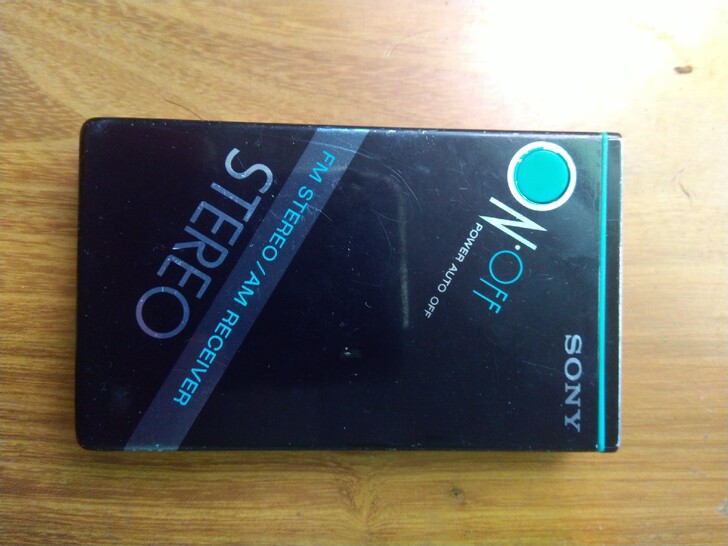 SONY
ON·OFF
POWER AUTO OFF
FM STEREO/AM RECEIVER
STEREO